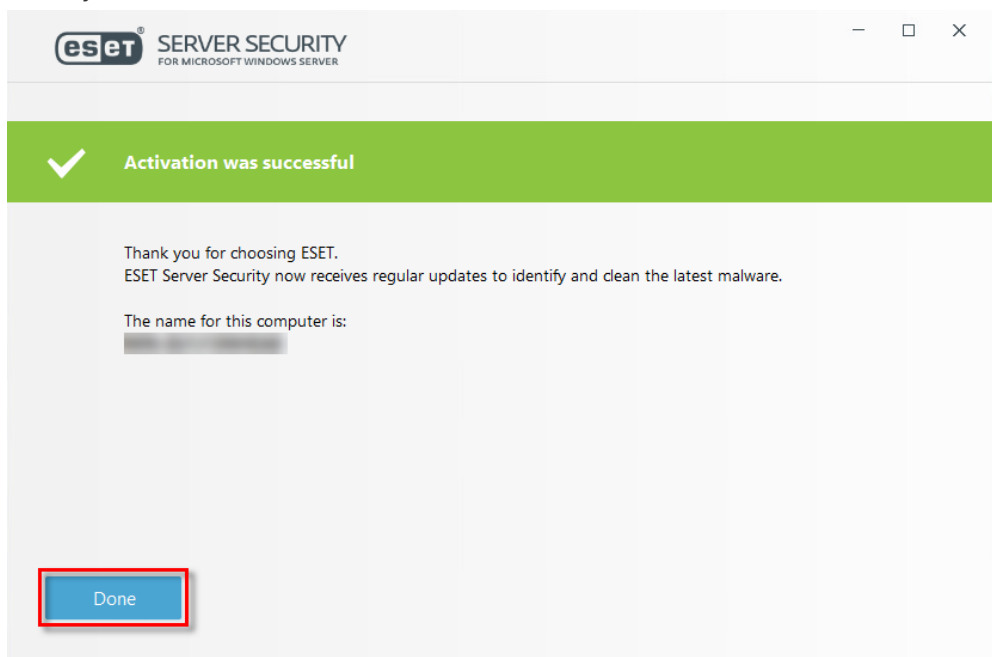 eset® SERVER SECURITY
FOR MICROSOFT WINDOWS SERVER
Activation was successful
Thank you for choosing ESET.
ESET Server Security now receives regular updates to identify and clean the latest malware.
The name for this computer is:
Done